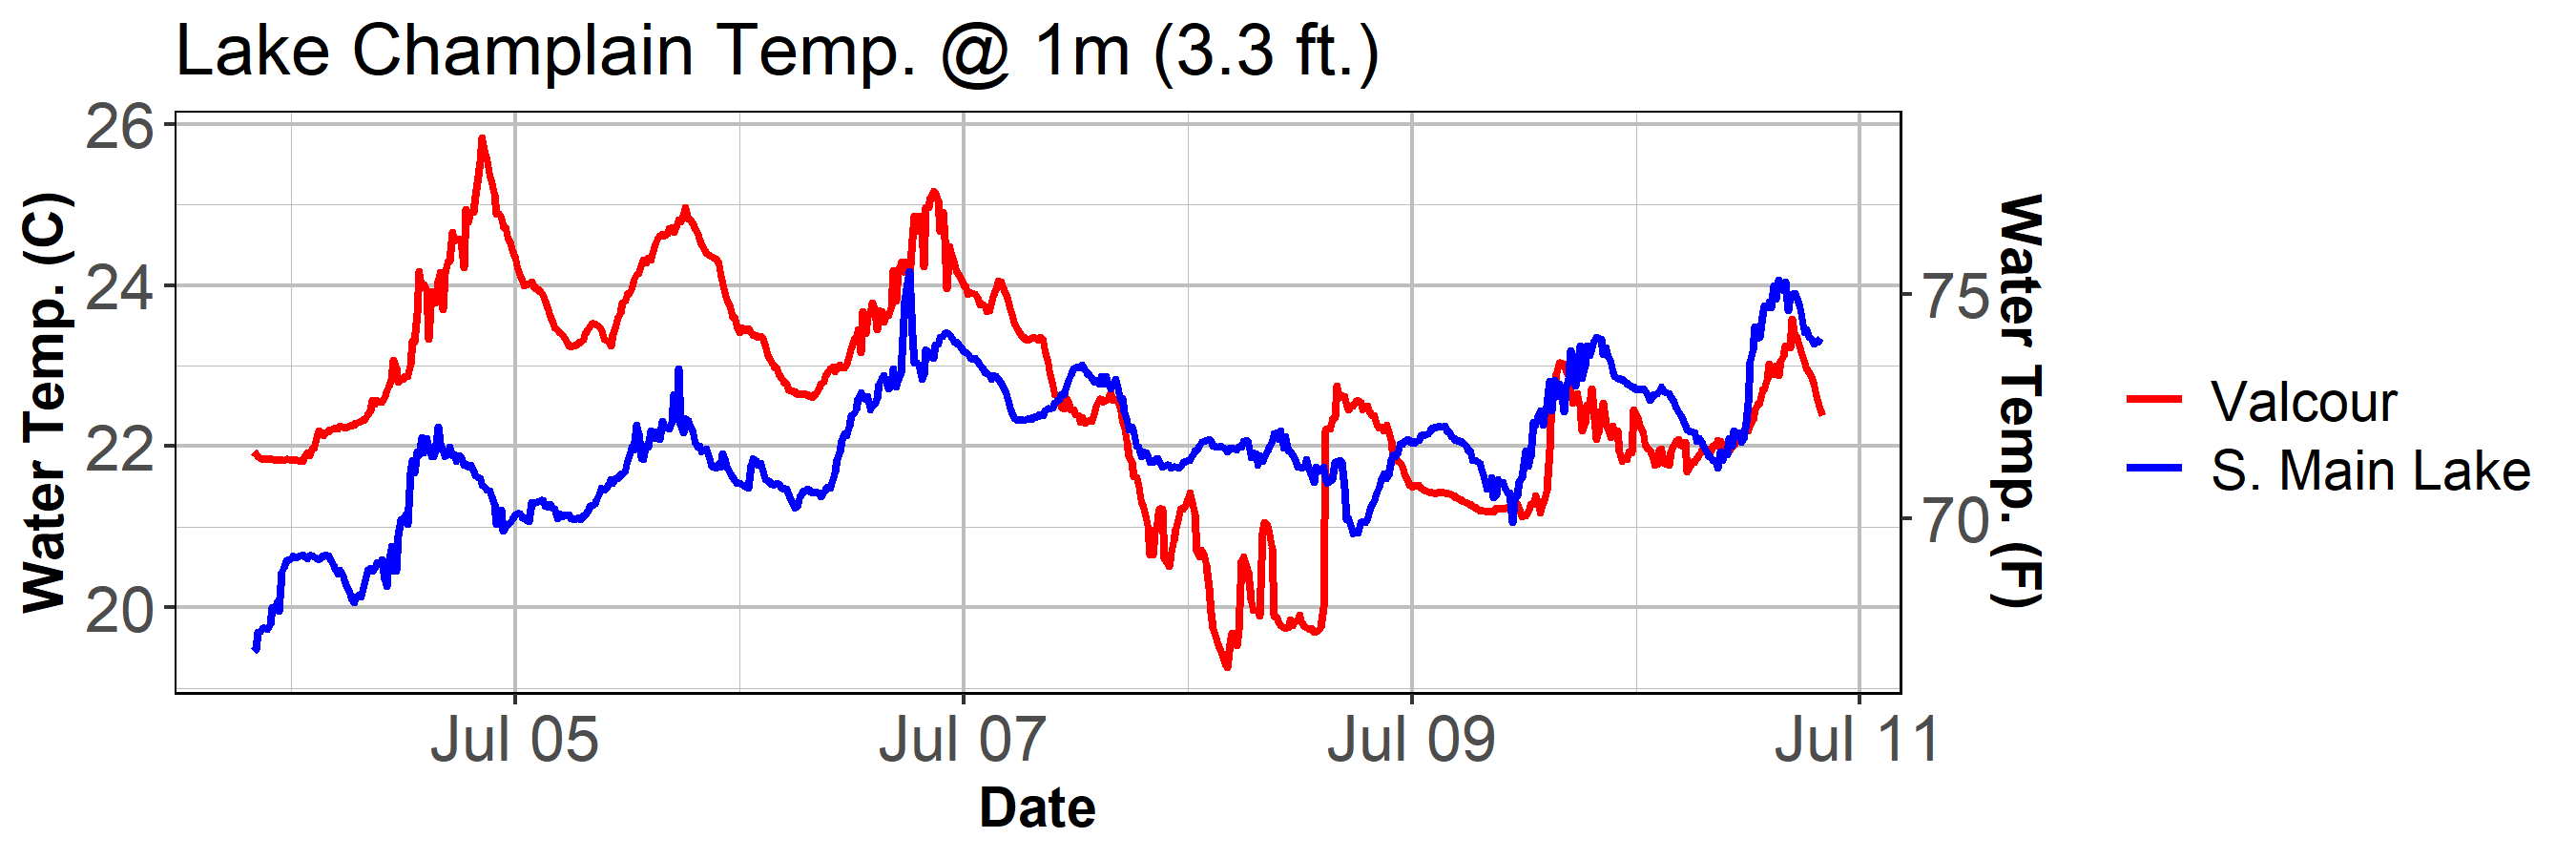 Lake Champlain Temp. @ 1m (3.3 ft.)
Water Temp. (C)
26
24
22
20
75
70
Water Temp. (F)
Jul 05
Jul 07
Jul 09
Jul 11
Date
Valcour
S. Main Lake